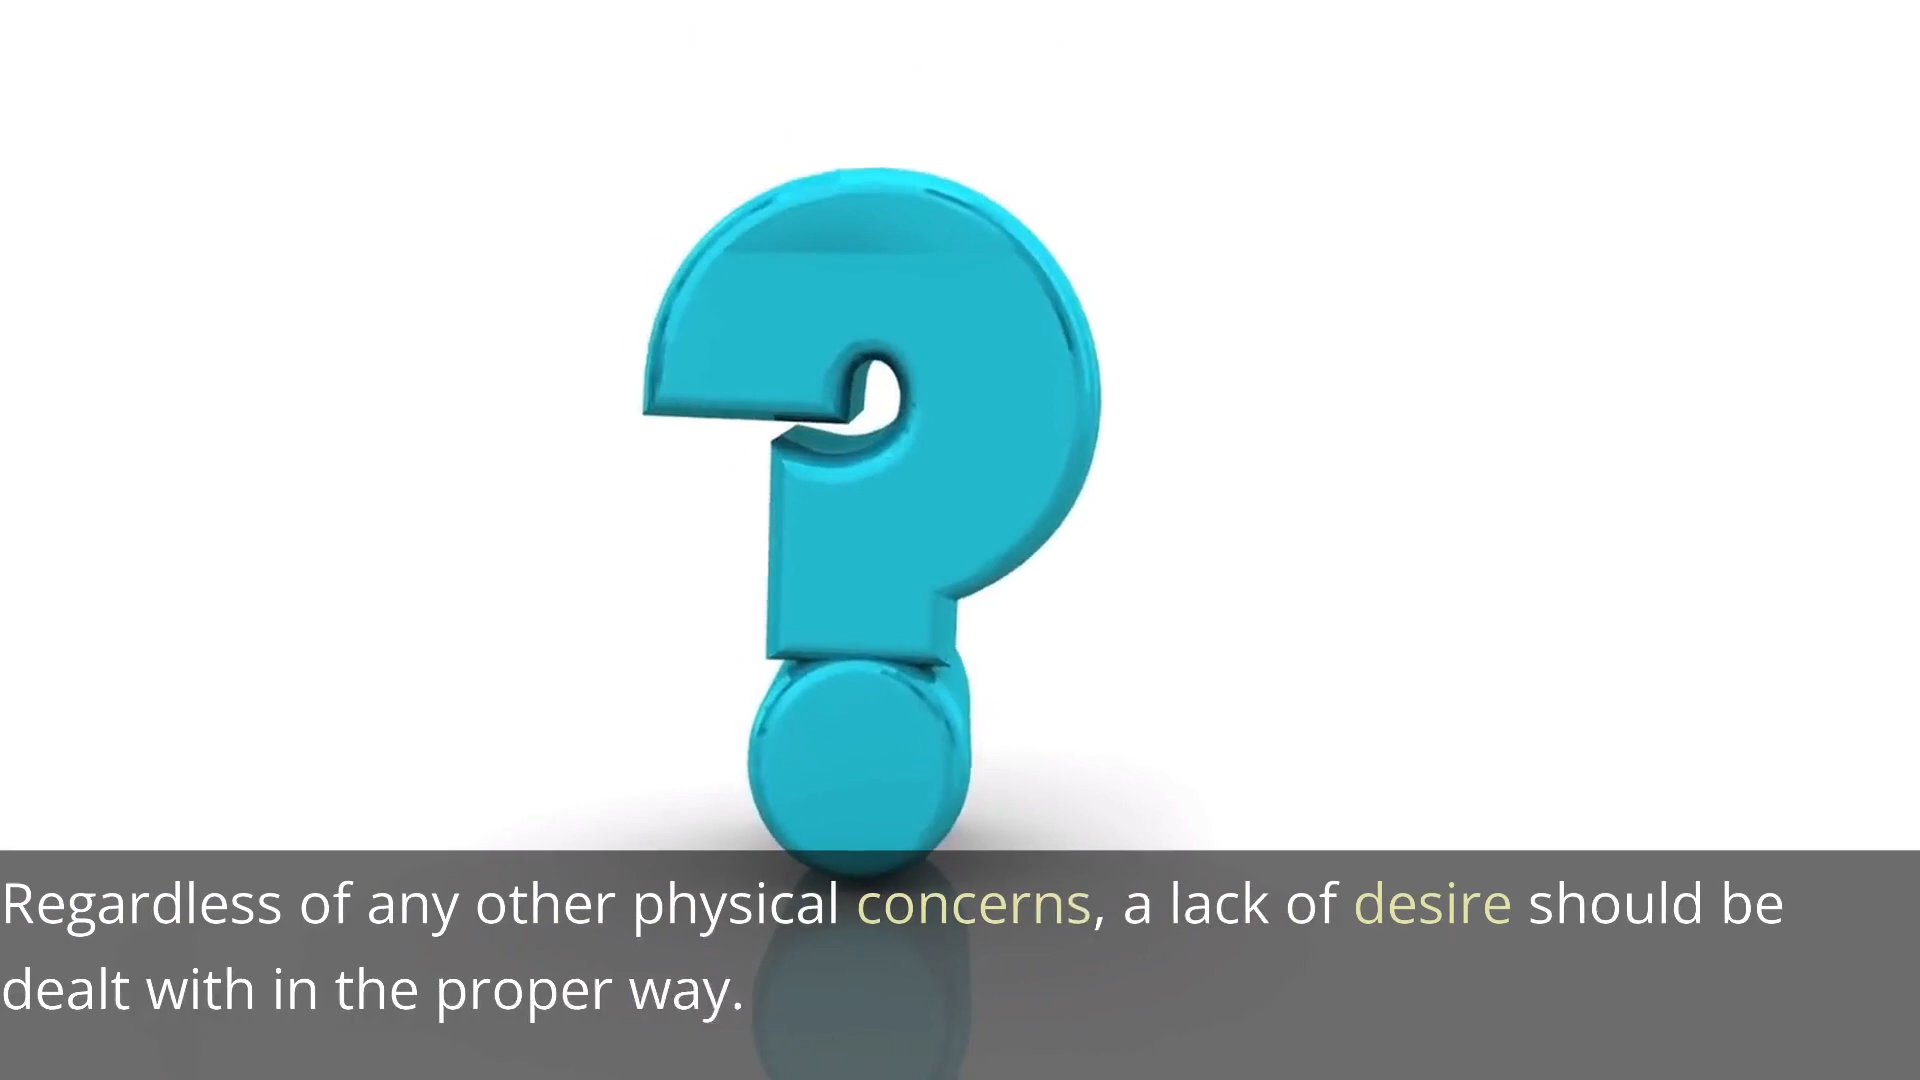 Regardless of any other physical concerns, a lack of desire should be
dealt with in the proper way.